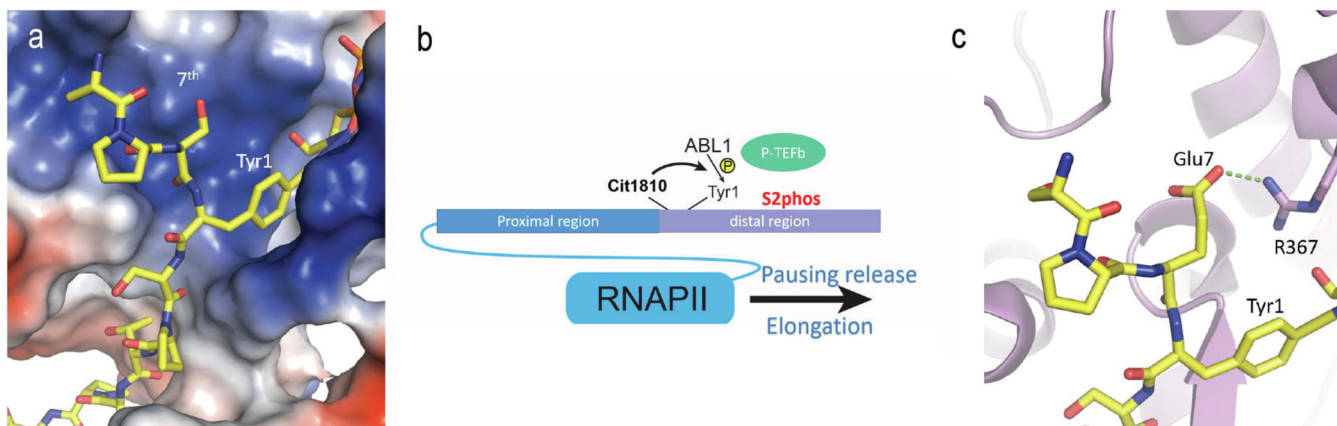 a
7th
Tyr1
b
ABL1
P
P-TEFb
Cit1810
Tyr1
S2phos
Proximal region
distal region
RNAPII
Pausing release
Elongation
c
Glu7
R367
Tyr1